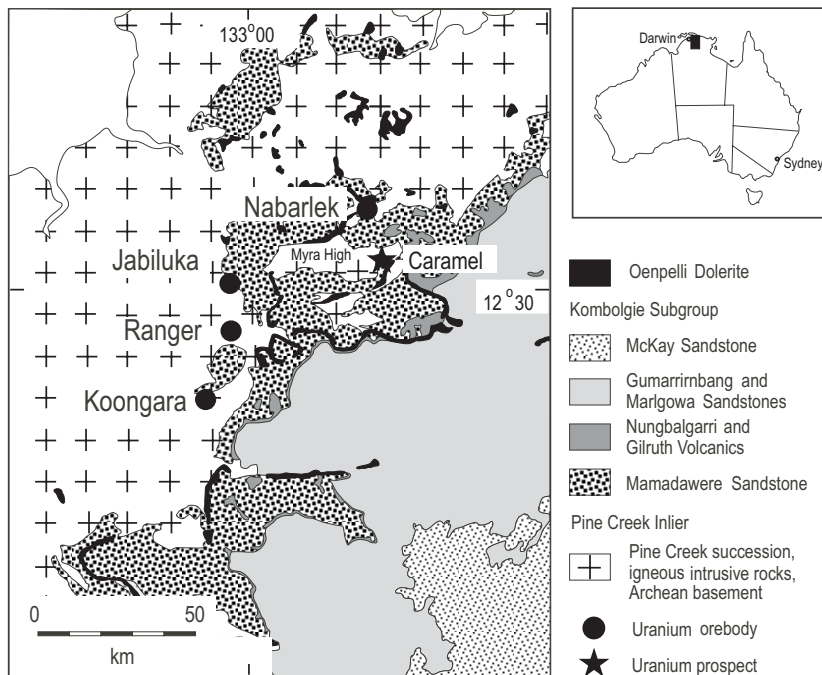 133°00
Nabarlek
Myra High
Caramel
Jabiluka
12°30
Ranger
Koongara
0 50
km
Darwin
Sydney
Oenpelli Dolerite
Kombolgie Subgroup
McKay Sandstone
Gumarrirnbang and
Marlgowa Sandstones
Nungbalgarri and
Gilruth Volcanics
Mamadawere Sandstone
Pine Creek Inlier
Pine Creek succession,
igneous intrusive rocks,
Archean basement
Uranium orebody
Uranium prospect